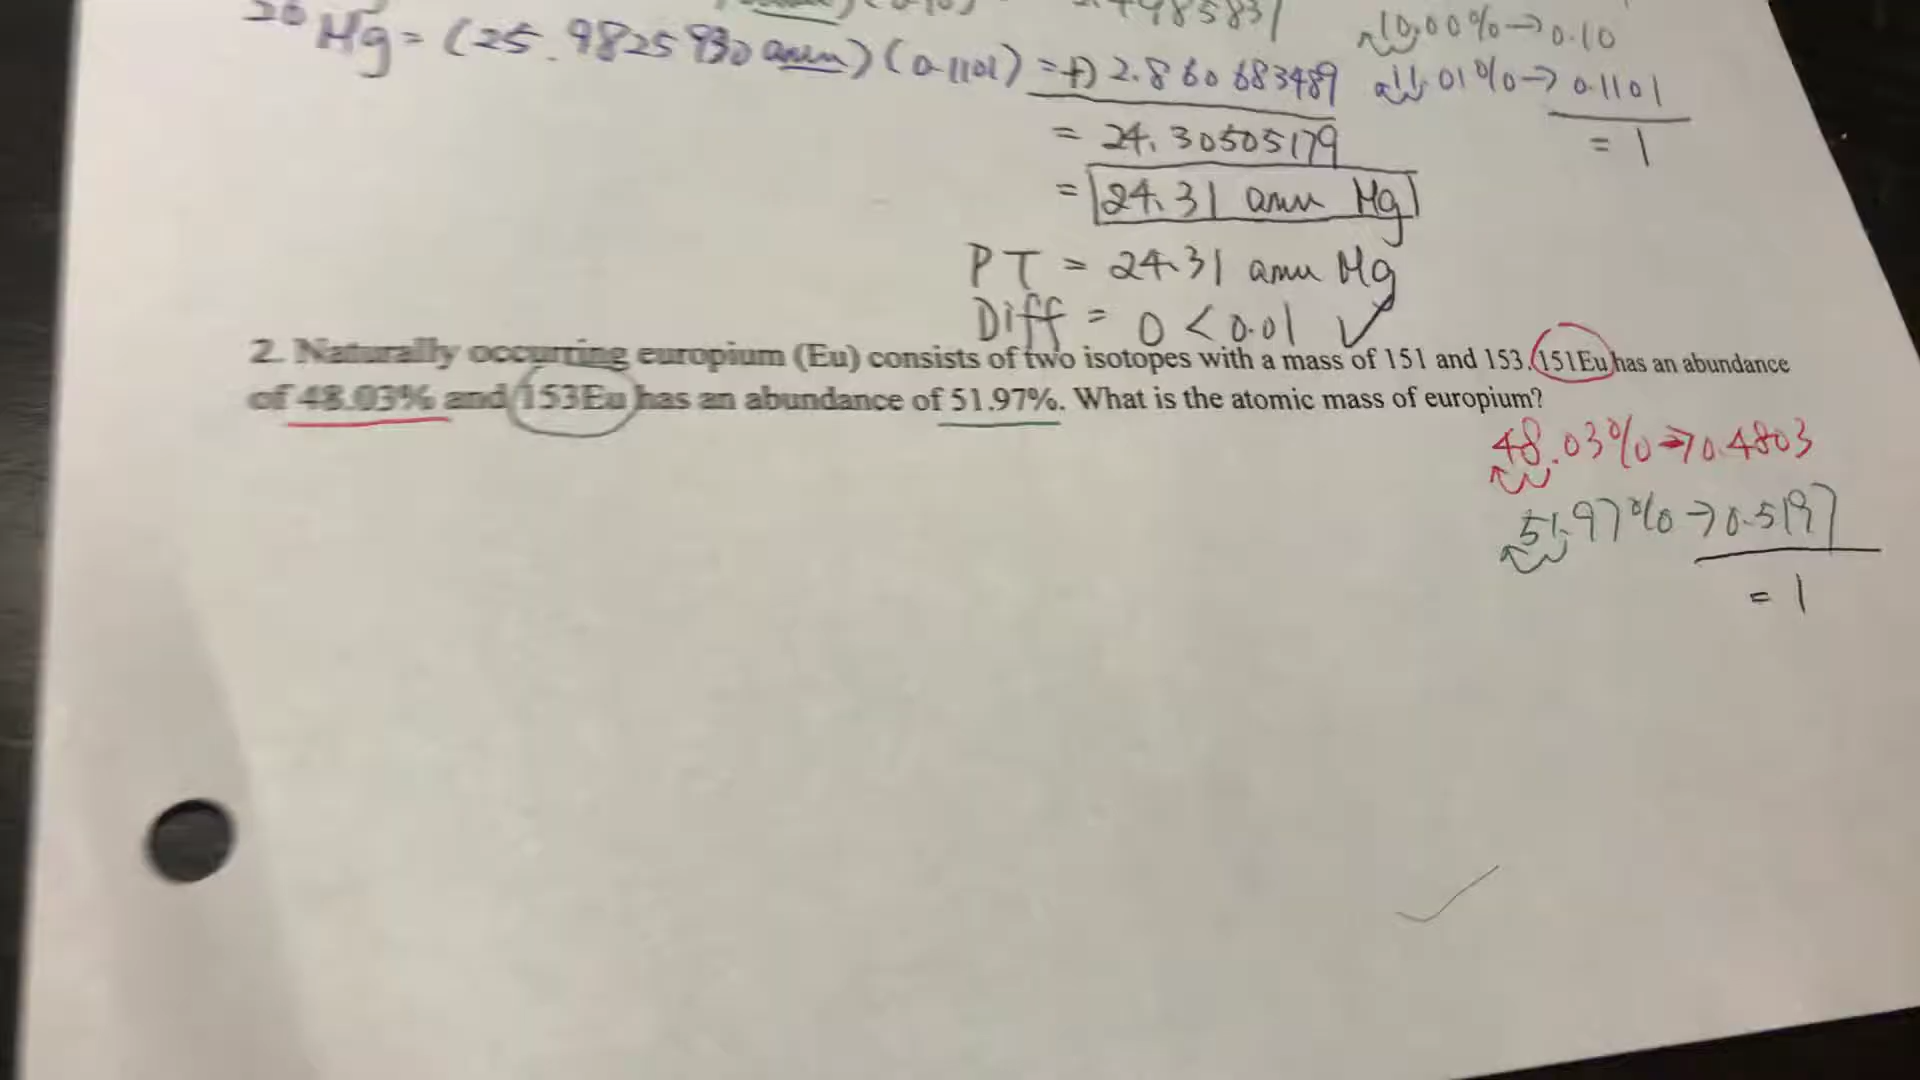 2.4985831 10.00%→0.10
26 Mg = (25.9825930 amu)(0.1101) = +) 2.860683489 11.01%→0.1101
= 24.30505179 = 1
= 24.31 amu Mg
PT = 24.31 amu Mg
Diff = 0 < 0.01 ✓
2. Naturally occurring europium (Eu) consists of two isotopes with a mass of 151 and 153. 151Eu has an abundance
of 48.03% and 153Eu has an abundance of 51.97%. What is the atomic mass of europium?
48.03%→0.4803
51.97%→0.5197
= 1